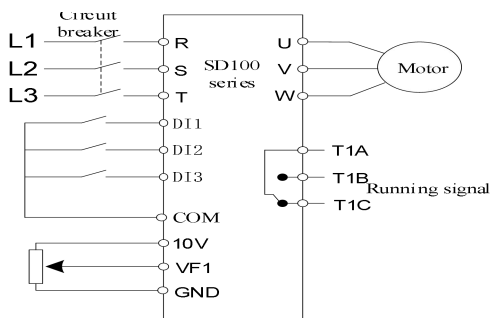 Circuit
breaker
L1
L2
L3
R
S
T
SD100
series
U
V
W
Motor
DI1
DI2
DI3
COM
10V
VF1
GND
T1A
T1B
T1C
Running signal